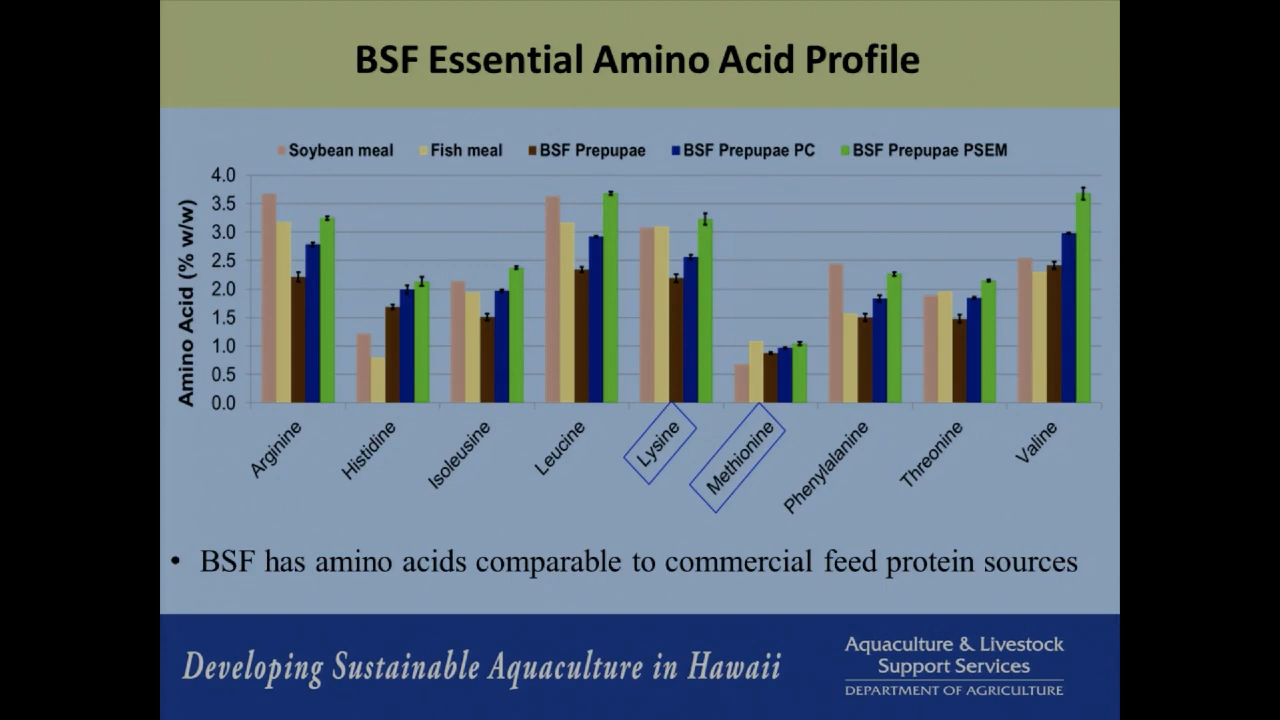 BSF Essential Amino Acid Profile
Soybean meal Fish meal BSF Prepupae BSF Prepupae PC BSF Prepupae PSEM
Amino Acid (% w/w)
4.0
3.5
3.0
2.5
2.0
1.5
1.0
0.5
0.0
Arginine
Histidine
Isoleusine
Leucine
Lysine
Methionine
Phenylalanine
Threonine
Valine
• BSF has amino acids comparable to commercial feed protein sources
Developing Sustainable Aquaculture in Hawaii
Aquaculture & Livestock
Support Services
DEPARTMENT OF AGRICULTURE